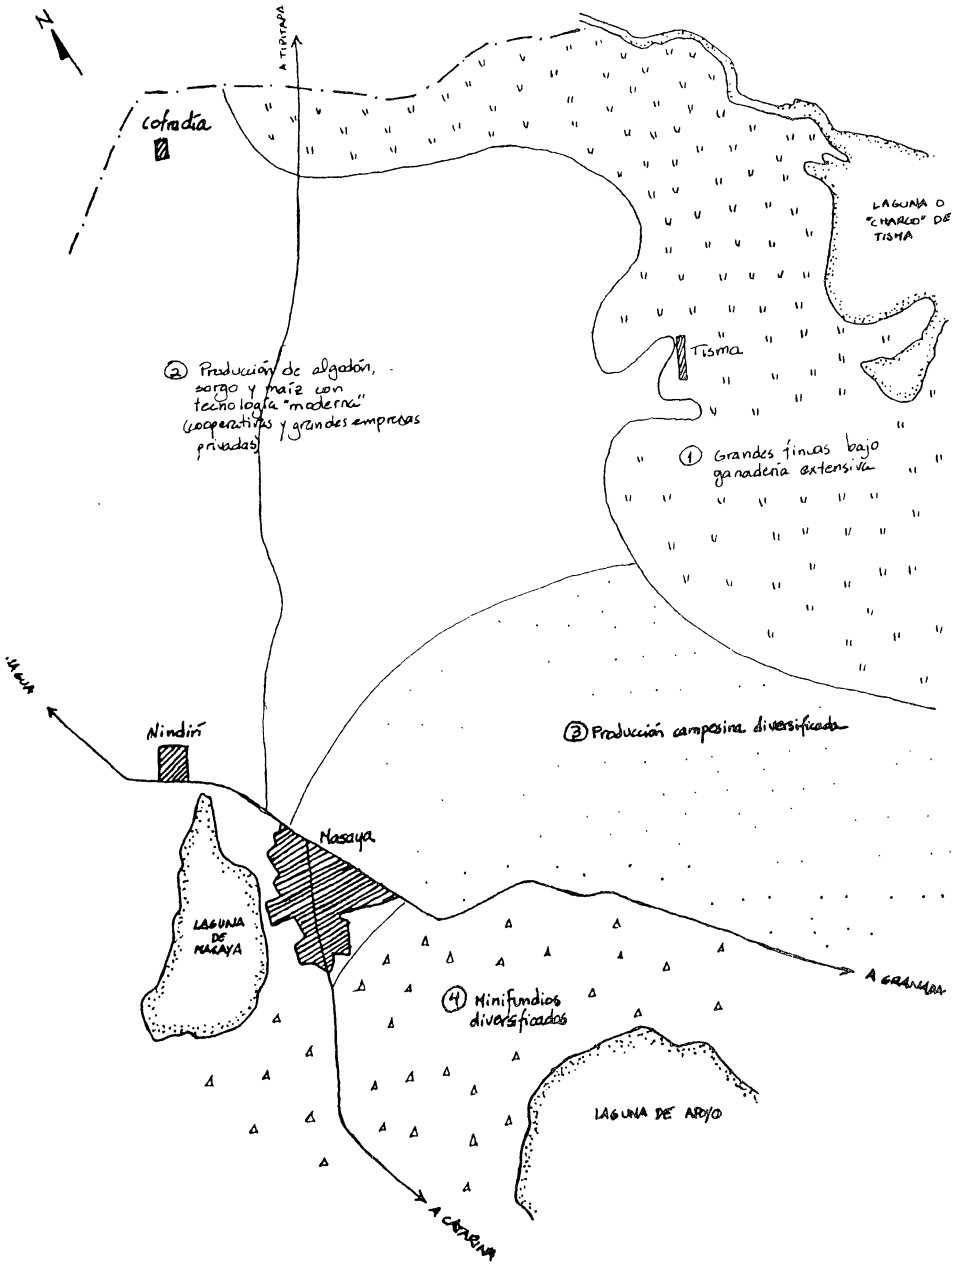 N
A TIPITAPA
Cofradía
LAGUNA O
"CHARCO" DE
TISMA
Tisma
② Producción de algodón,
sorgo y maíz con
tecnología "moderna"
(cooperativas y grandes empresas
privadas)
① Grandes fincas bajo
ganadería extensiva
Nindirí
③ Producción campesina diversificada
Masaya
LAGUNA
DE
MASAYA
A GRANADA
④ Minifundios
diversificados
LAGUNA DE APOYO
A CATARINA